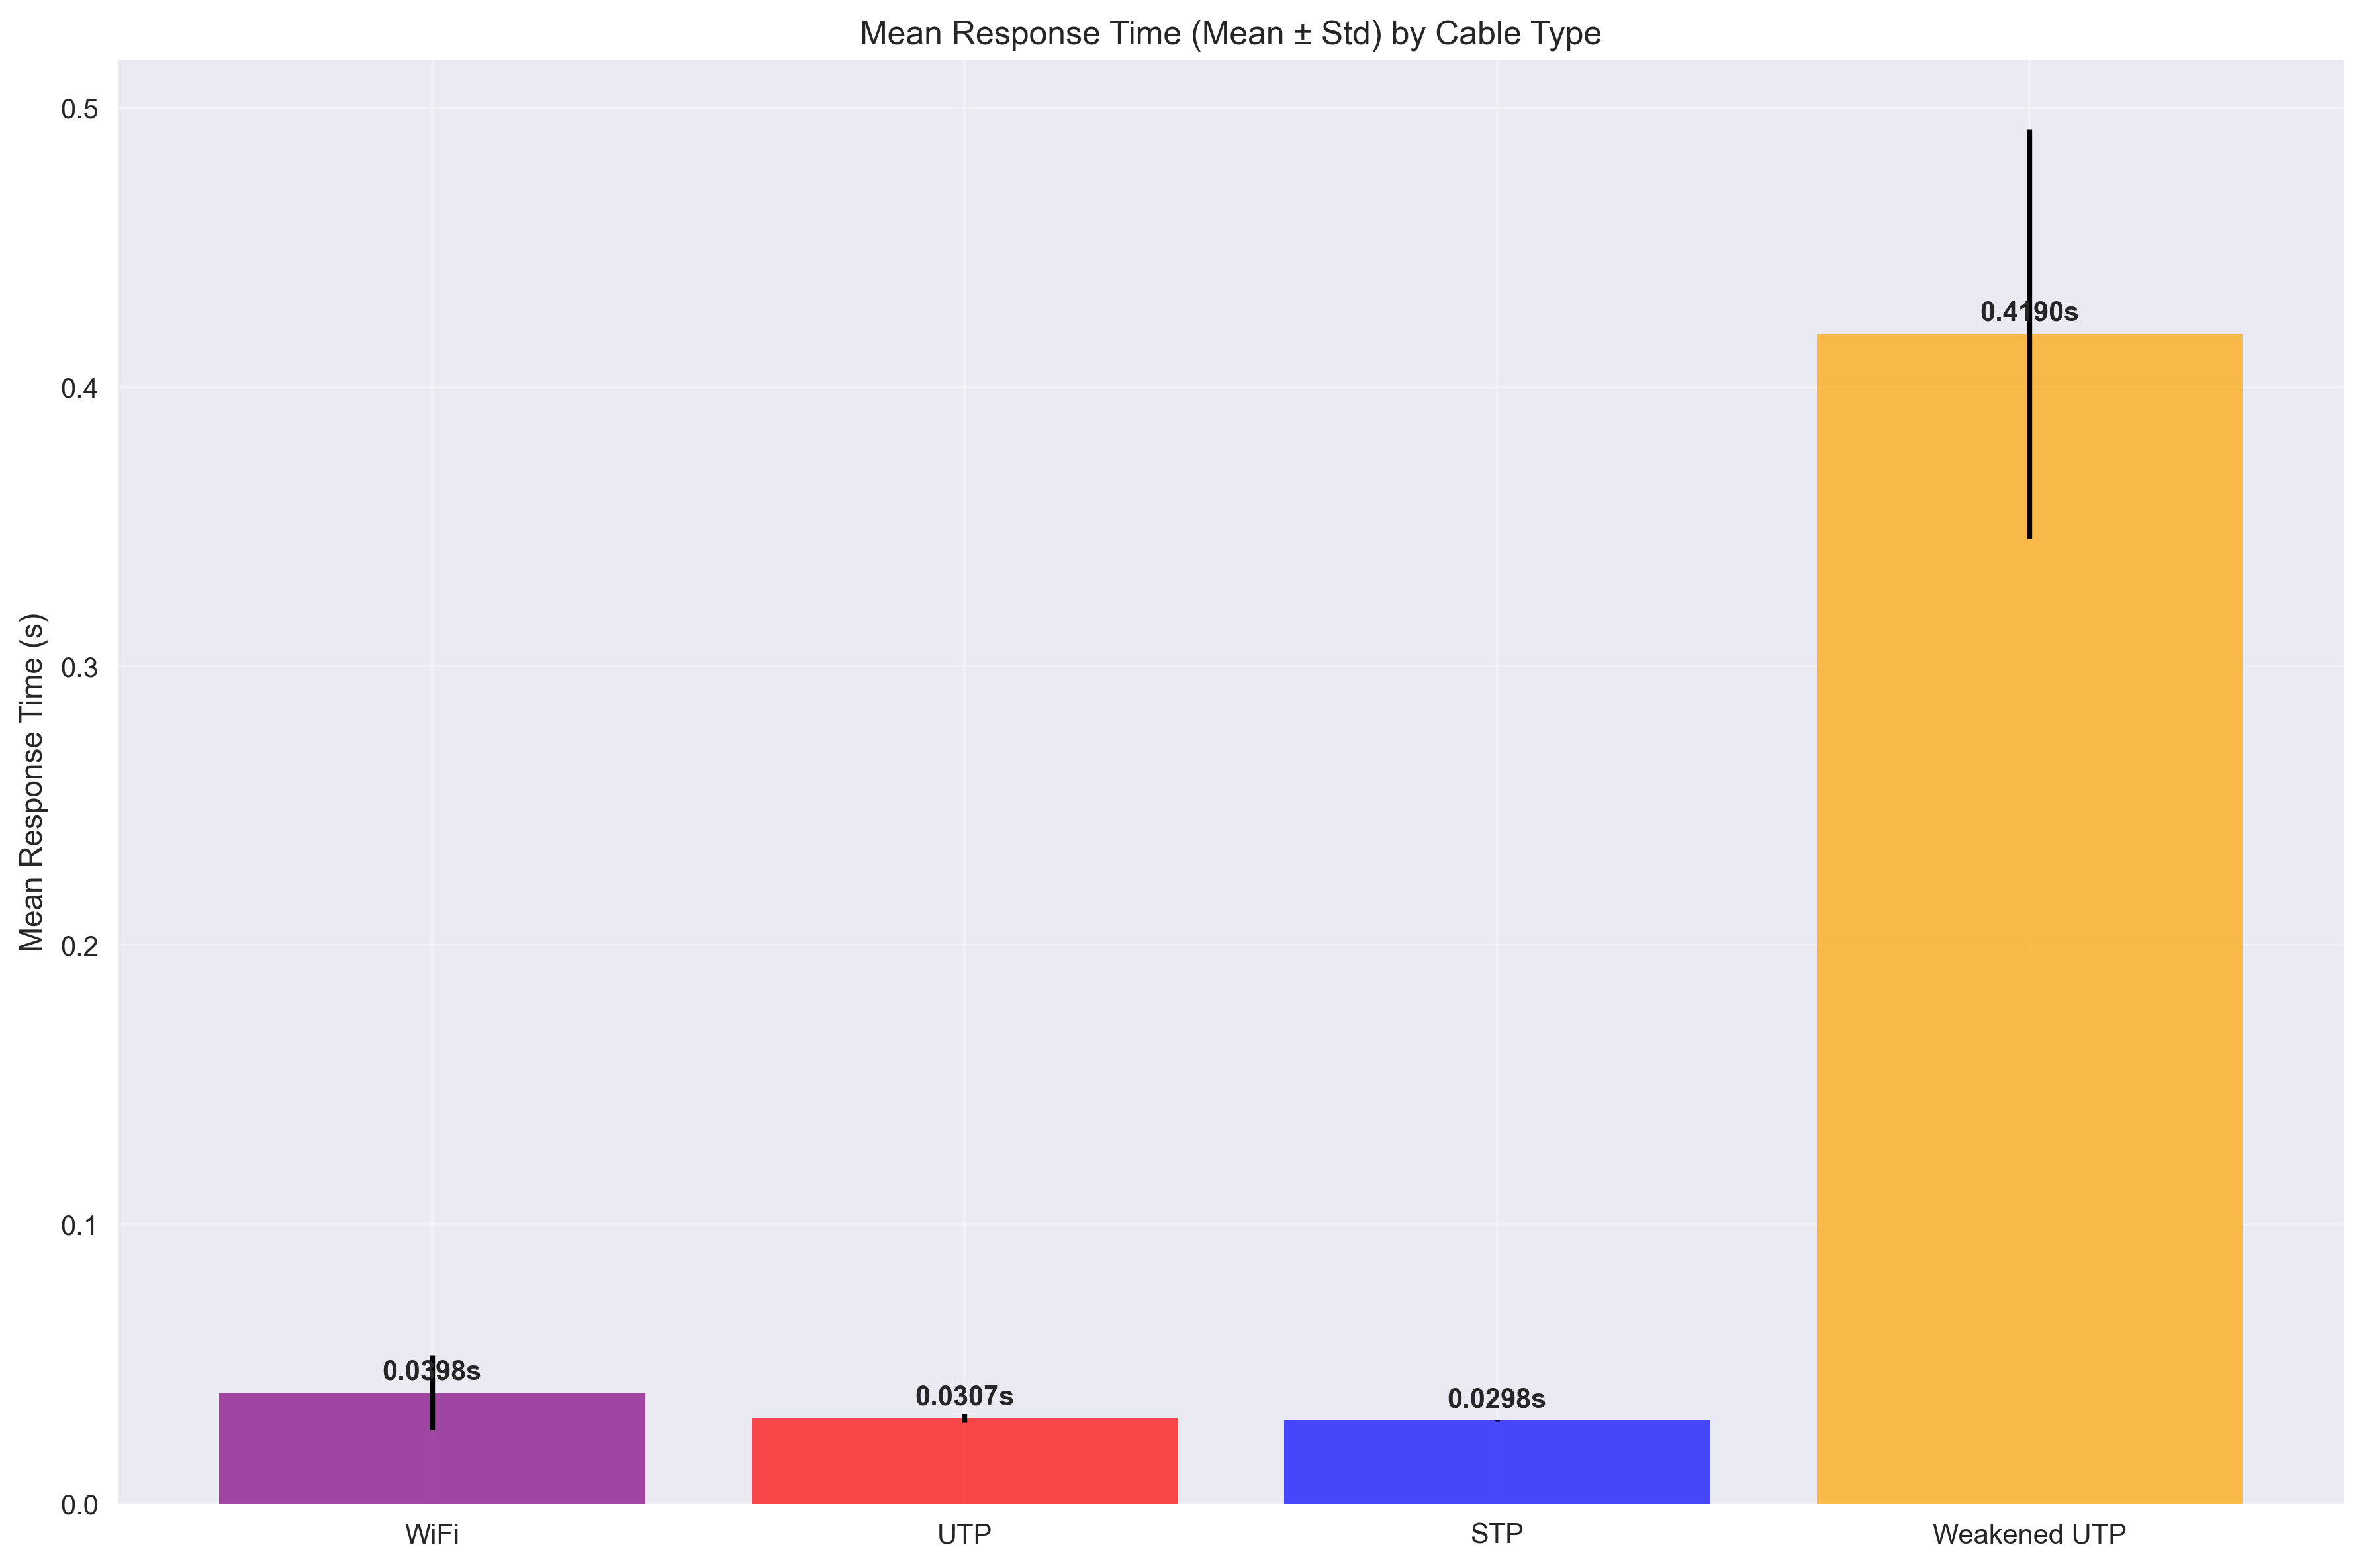 Mean Response Time (Mean ± Std) by Cable Type
Mean Response Time (s)
0.5
0.4
0.3
0.2
0.1
0.0
0.0398s
0.0307s
0.0298s
0.4190s
WiFi
UTP
STP
Weakened UTP